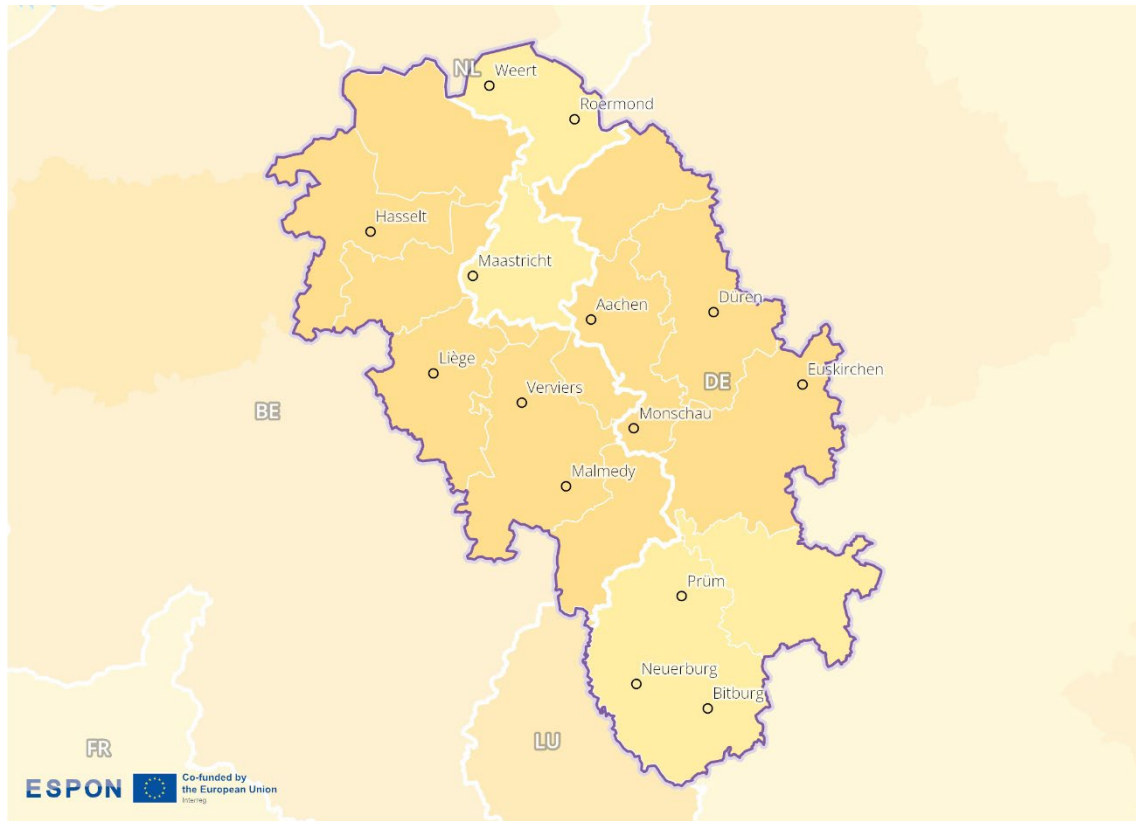 NL
Weert
Roermond
Hasselt
Maastricht
Aachen
Düren
Liège
Verviers
DE
Euskirchen
BE
Monschau
Malmedy
Prüm
Neuerburg
Bitburg
LU
FR
ESPON
Co-funded by
the European Union
Interreg